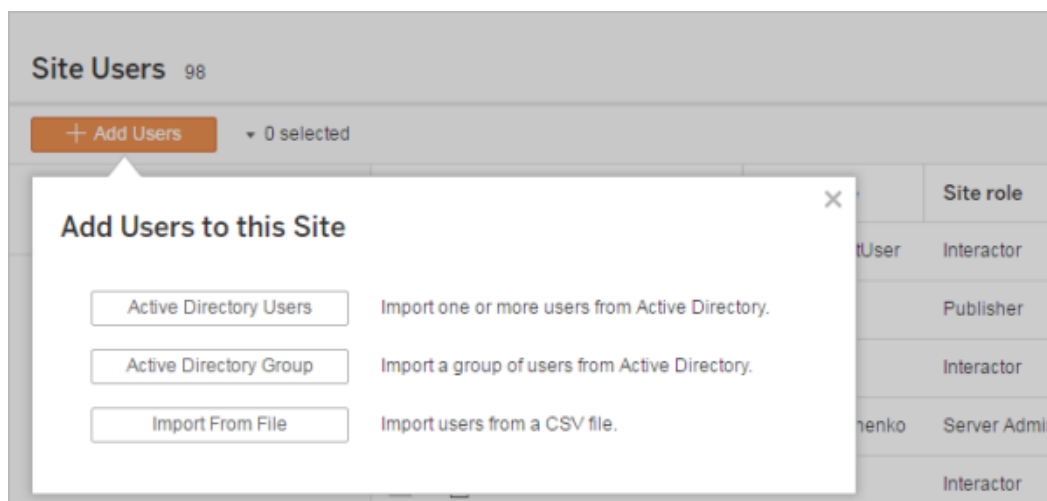 Site Users 98
+ Add Users 0 selected
Site role
Add Users to this Site
Interactor
Active Directory Users Import one or more users from Active Directory.
Publisher
Active Directory Group Import a group of users from Active Directory.
Interactor
Import From File Import users from a CSV file.
Interactor